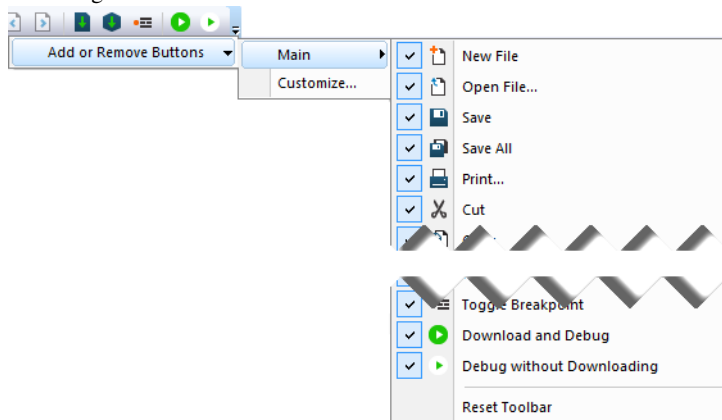 Add or Remove Buttons
Main
Customize...
New File
Open File...
Save
Save All
Print...
Cut
Toggle Breakpoint
Download and Debug
Debug without Downloading
Reset Toolbar